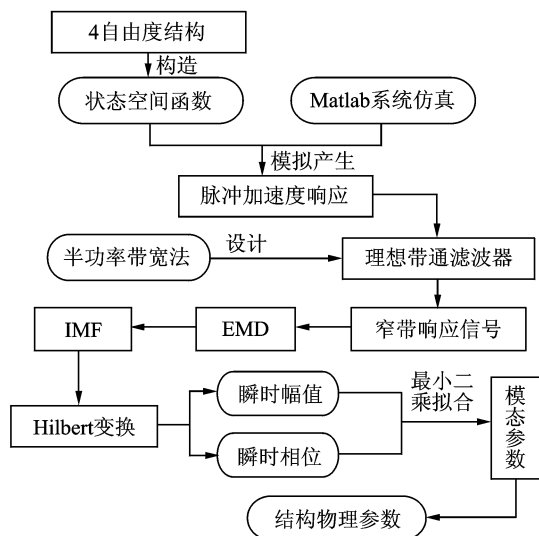 4自由度结构
构造
状态空间函数
Matlab系统仿真
模拟产生
脉冲加速度响应
半功率带宽法
设计
理想带通滤波器
IMF
EMD
窄带响应信号
Hilbert变换
瞬时幅值
瞬时相位
最小二
乘拟合
模态参数
结构物理参数